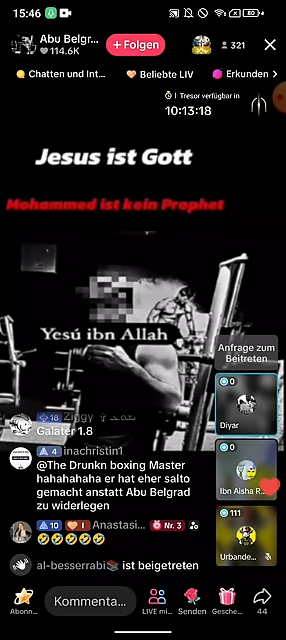 15:46
Abu Belgr...
114.6K
+ Folgen
321
Chatten und Int...
Beliebte LIV
Erkunden >
Tresor verfügbar in
10:13:18
Jesus ist Gott
Mohammed ist kein Prophet
Yesú ibn Allah
Anfrage zum
Beitreten
0
Diyar
0
Ibn Aisha R...
111
Urbande...
18 Ziggy
Galater 1.8
4 inachristin1
@The Drunkn boxing Master
hahahahaha er hat eher salto
gemacht anstatt Abu Belgrad
zu widerlegen
10 I Anastasi... Nr. 3
al-besserrabi ist beigetreten
Abonn...
Kommenta...
LIVE mi...
Senden
Gesche...
44